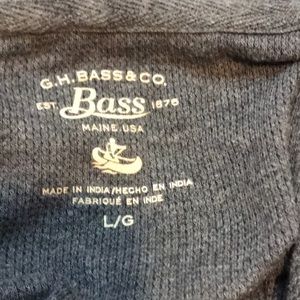 G.H. BASS & CO.
EST. Bass 1876
MAINE, USA
MADE IN INDIA/HECHO EN INDIA
FABRIQUÉ EN INDE
L/G